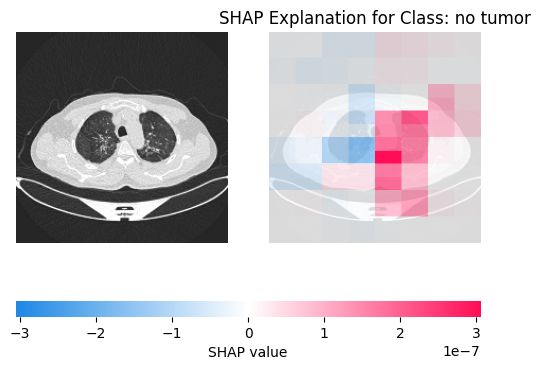 SHAP Explanation for Class: no tumor
−3 −2 −1 0 1 2 3
SHAP value
1e−7